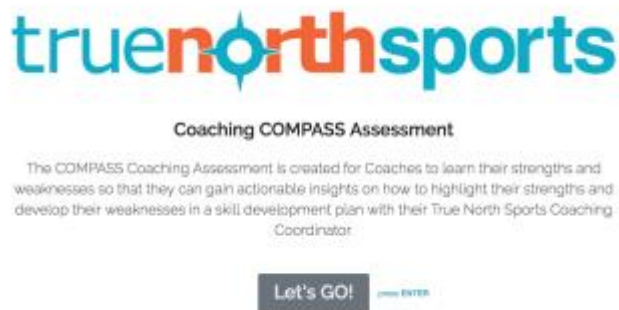 truenorthsports
Coaching COMPASS Assessment
The COMPASS Coaching Assessment is created for Coaches to learn their strengths and
weaknesses so that they can gain actionable insights on how to highlight their strengths and
develop their weaknesses in a skill development plan with their True North Sports Coaching
Coordinator
Let's GO!
press ENTER